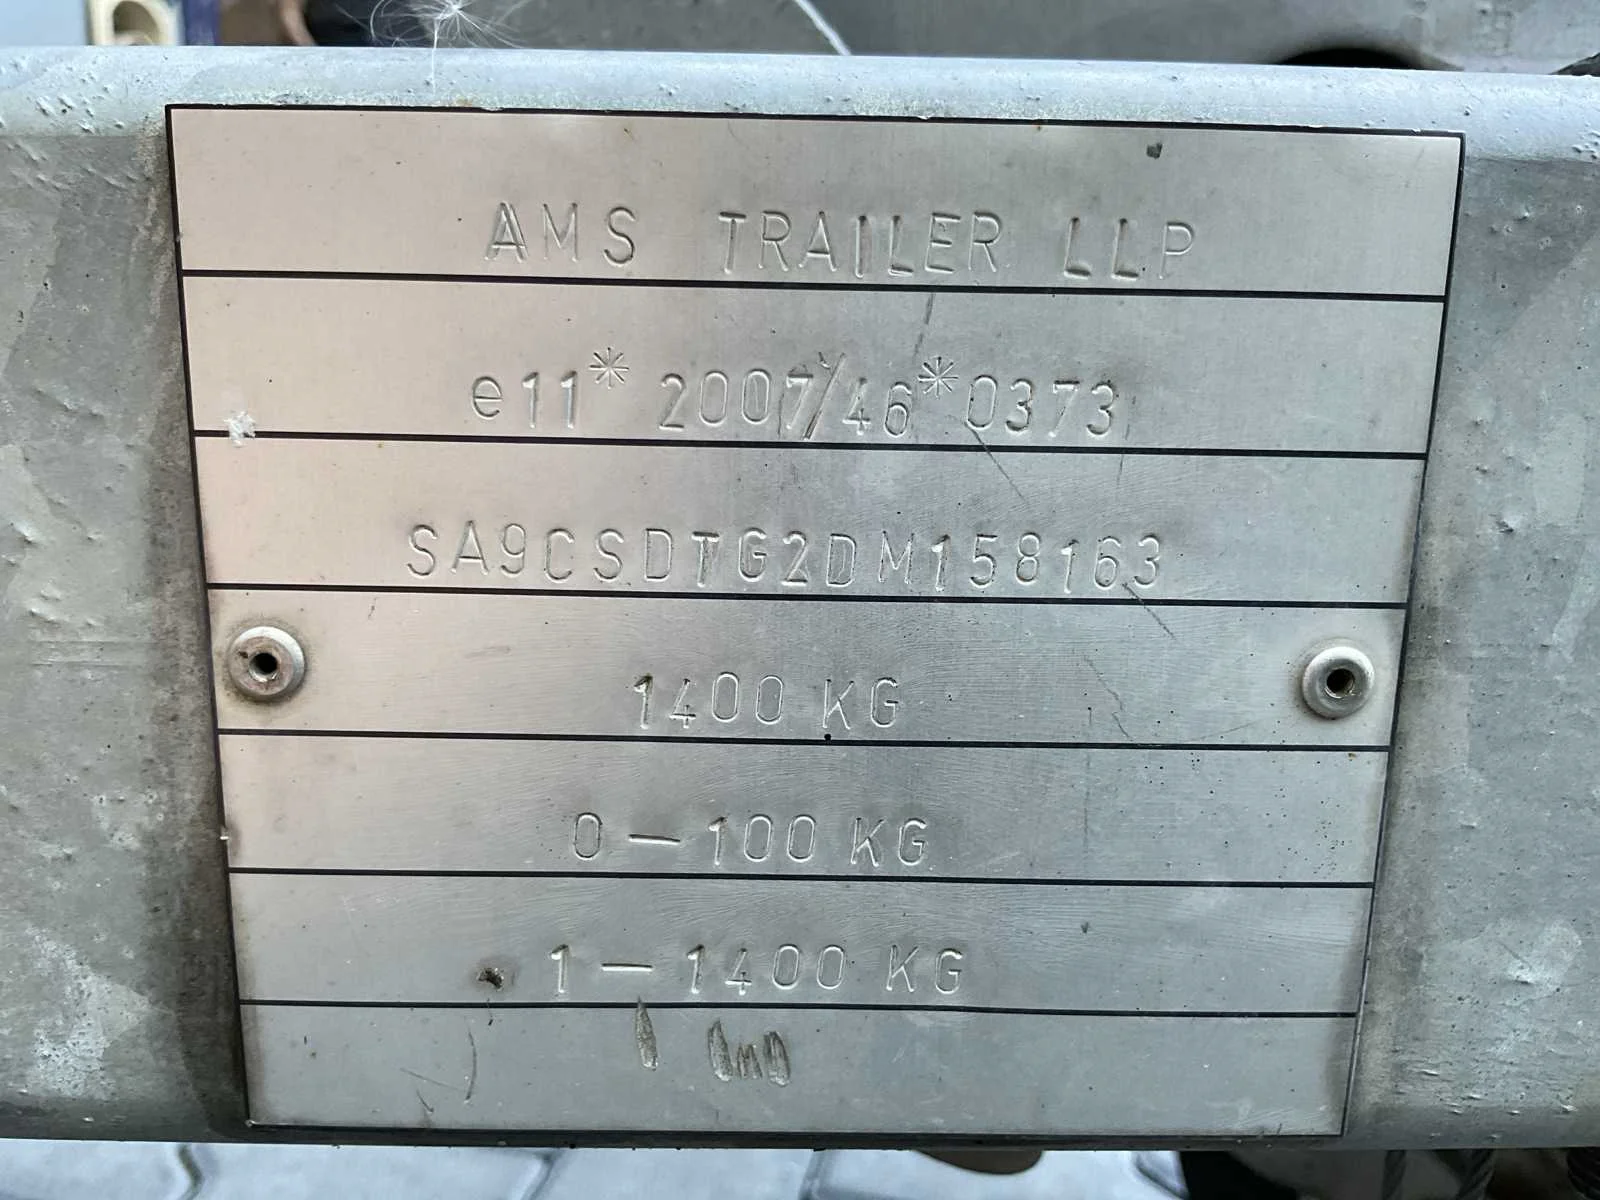 AMS TRAILER LLP
e11*2007/46*0373
SA9CSDTG2DM158163
1400 KG
0 — 100 KG
1 — 1400 KG